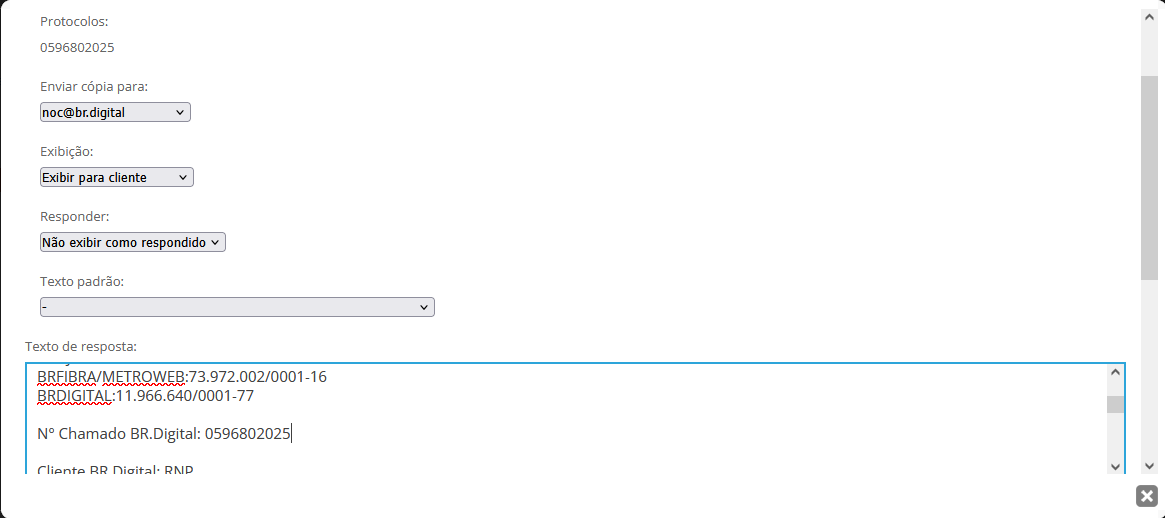 Protocolos:
0596802025
Enviar cópia para:
noc@br.digital
Exibição:
Exibir para cliente
Responder:
Não exibir como respondido
Texto padrão:
-
Texto de resposta:
BRFIBRA/METROWEB:73.972.002/0001-16
BRDIGITAL:11.966.640/0001-77
Nº Chamado BR.Digital: 0596802025
Cliente BR Digital: RNP